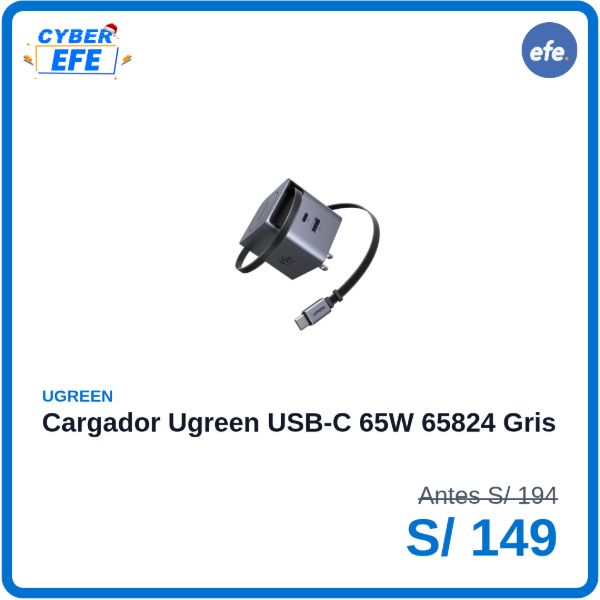 CYBER
EFE
efe.
UGREEN
Cargador Ugreen USB-C 65W 65824 Gris
Antes S/ 194
S/ 149